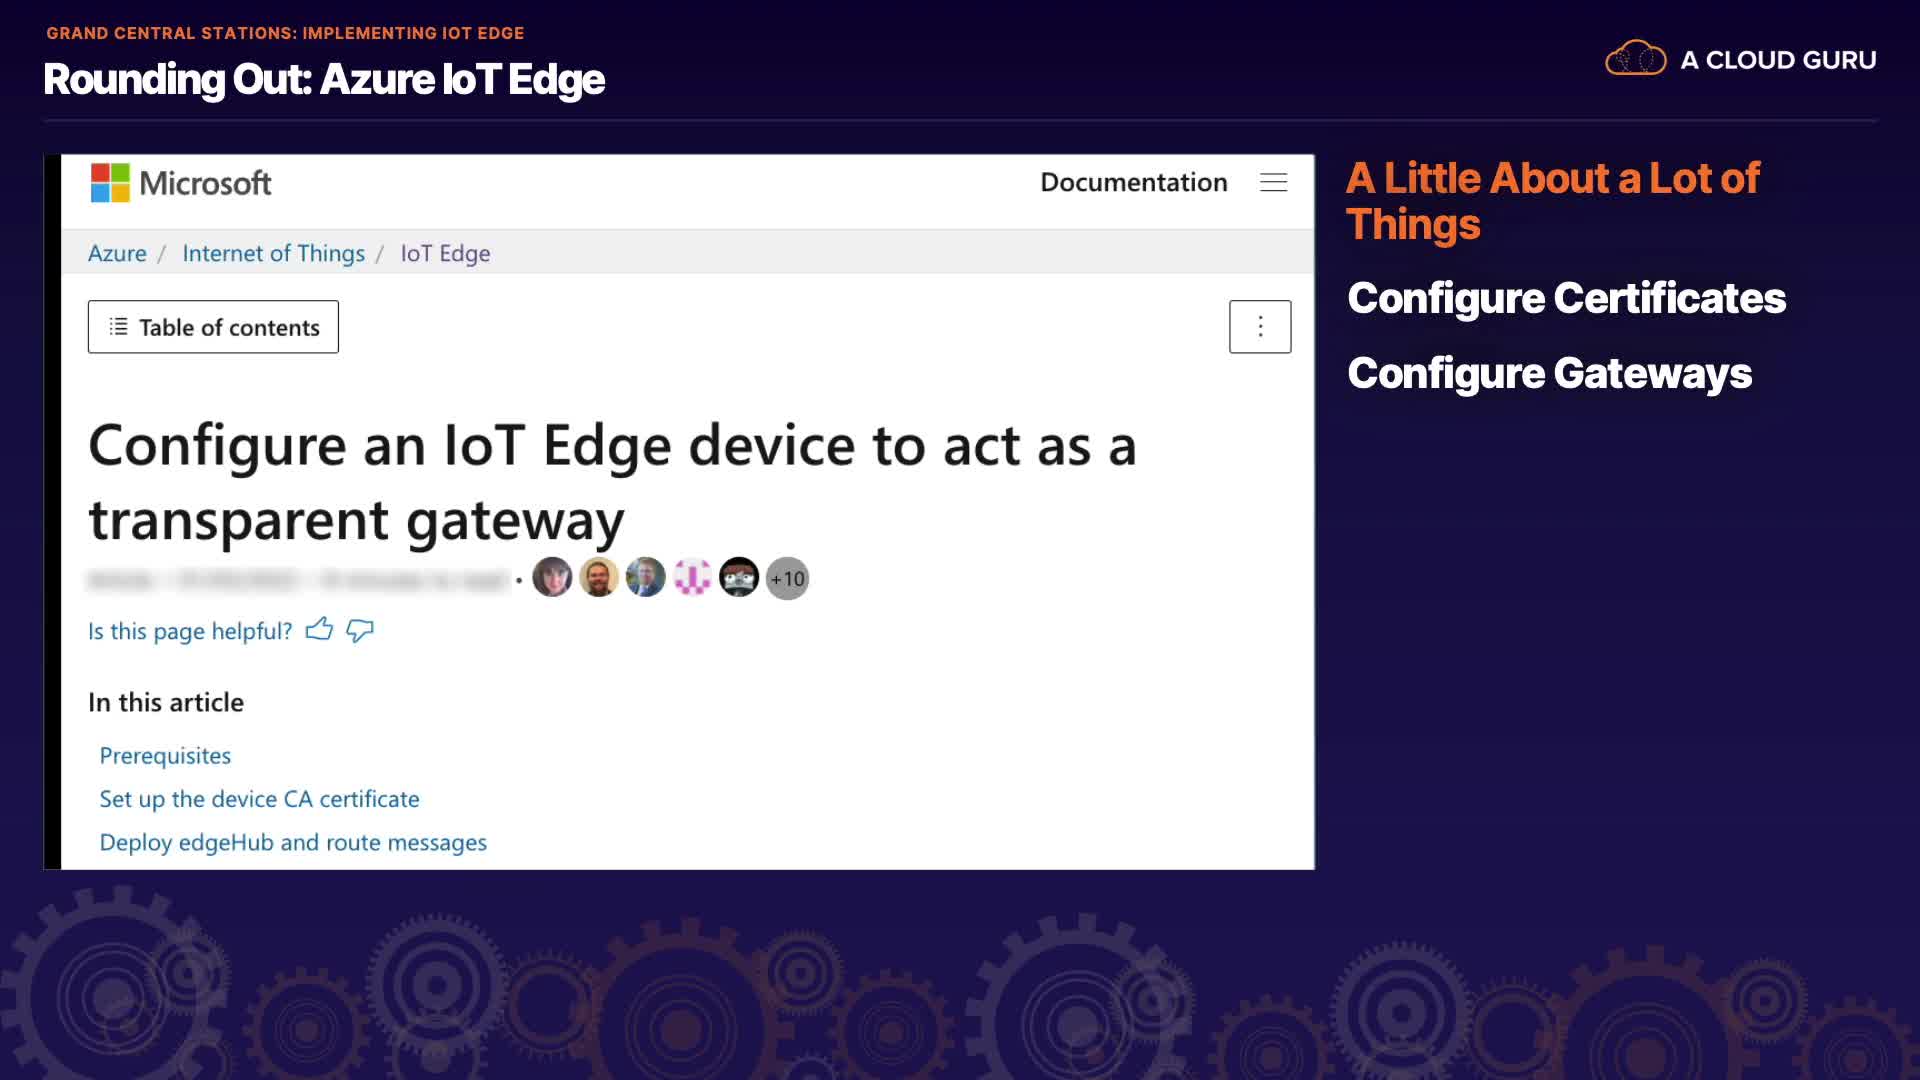 GRAND CENTRAL STATIONS: IMPLEMENTING IOT EDGE
Rounding Out: Azure IoT Edge
A CLOUD GURU
Microsoft
Documentation
Azure / Internet of Things / IoT Edge
Table of contents
Configure an IoT Edge device to act as a
transparent gateway
+10
Is this page helpful?
In this article
Prerequisites
Set up the device CA certificate
Deploy edgeHub and route messages
A Little About a Lot of
Things
Configure Certificates
Configure Gateways